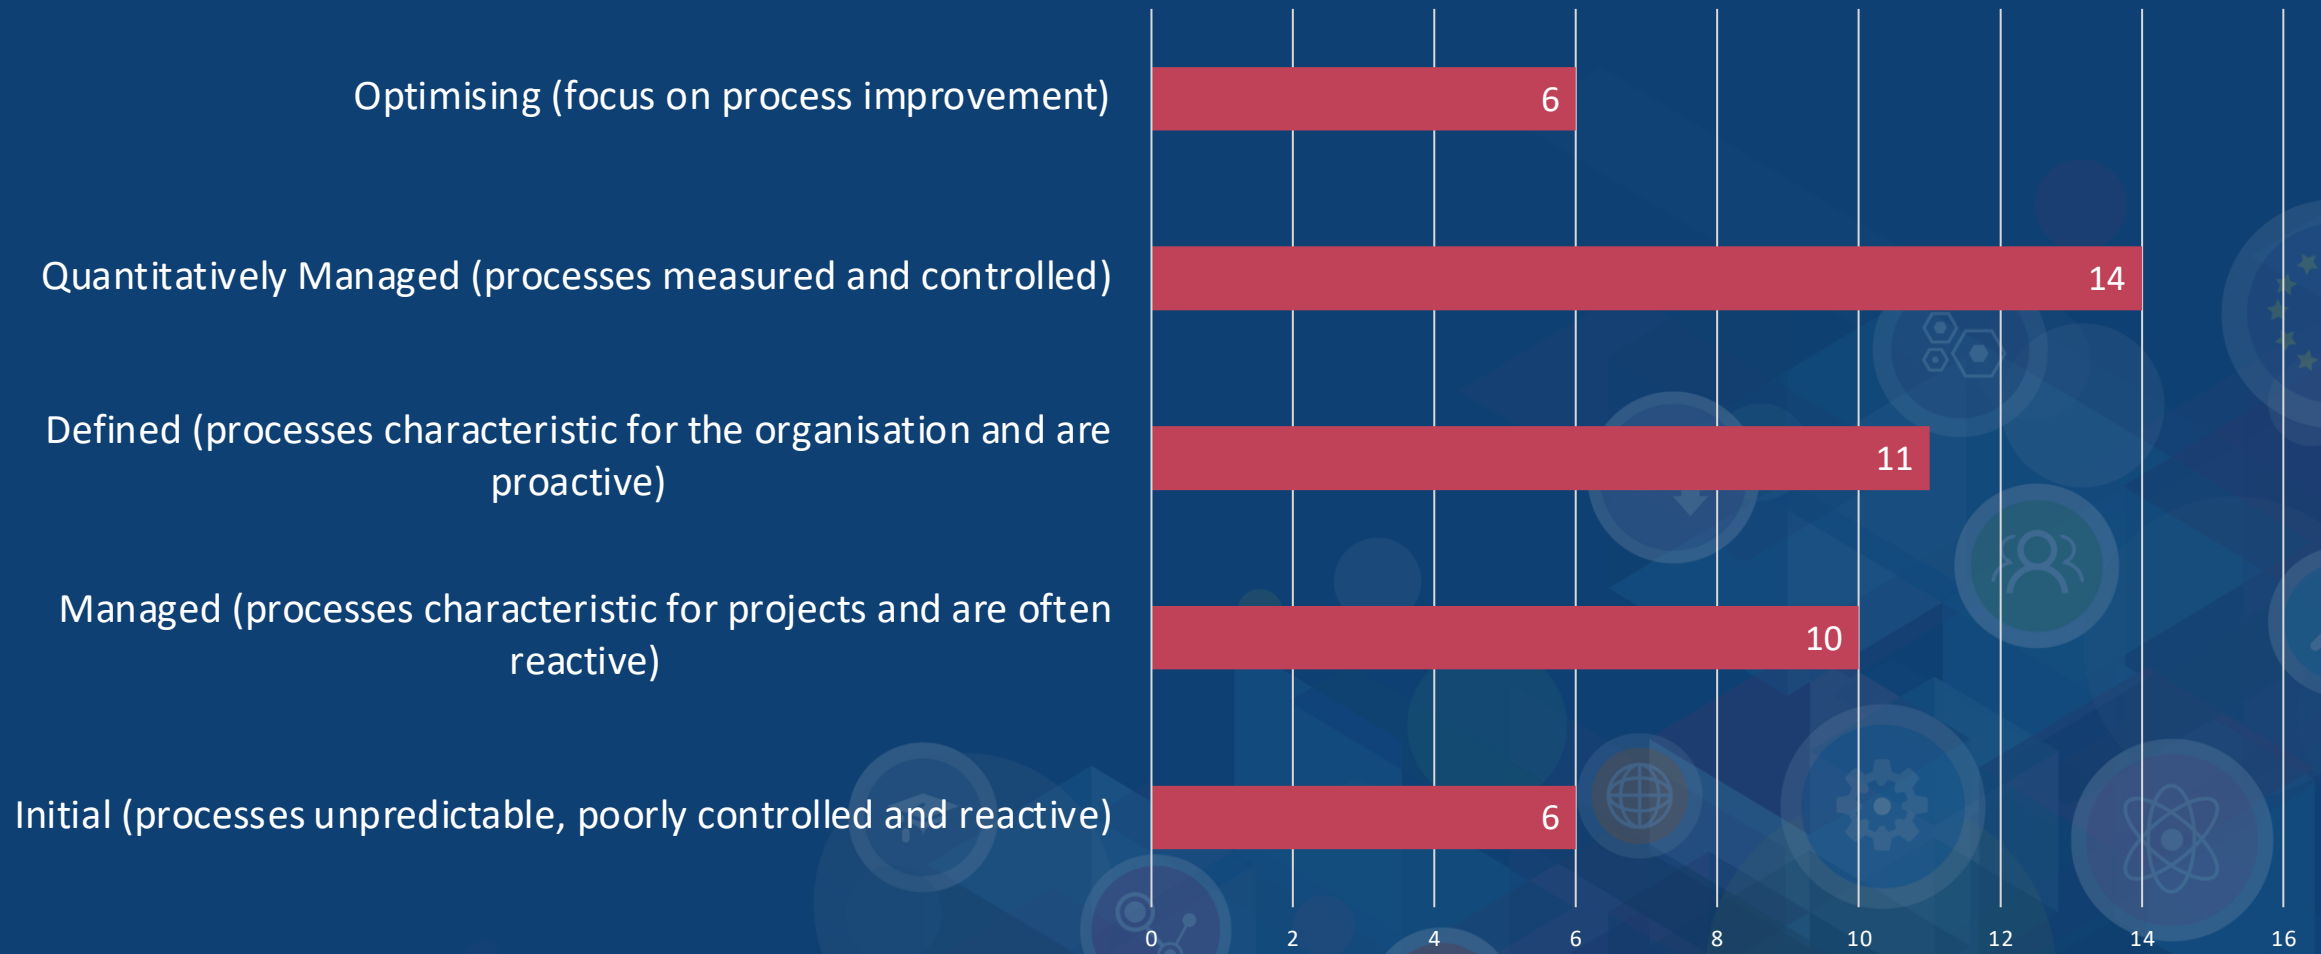 Optimising (focus on process improvement)
6
Quantitatively Managed (processes measured and controlled)
14
Defined (processes characteristic for the organisation and are
proactive)
11
Managed (processes characteristic for projects and are often
reactive)
10
Initial (processes unpredictable, poorly controlled and reactive)
6
0 2 4 6 8 10 12 14 16